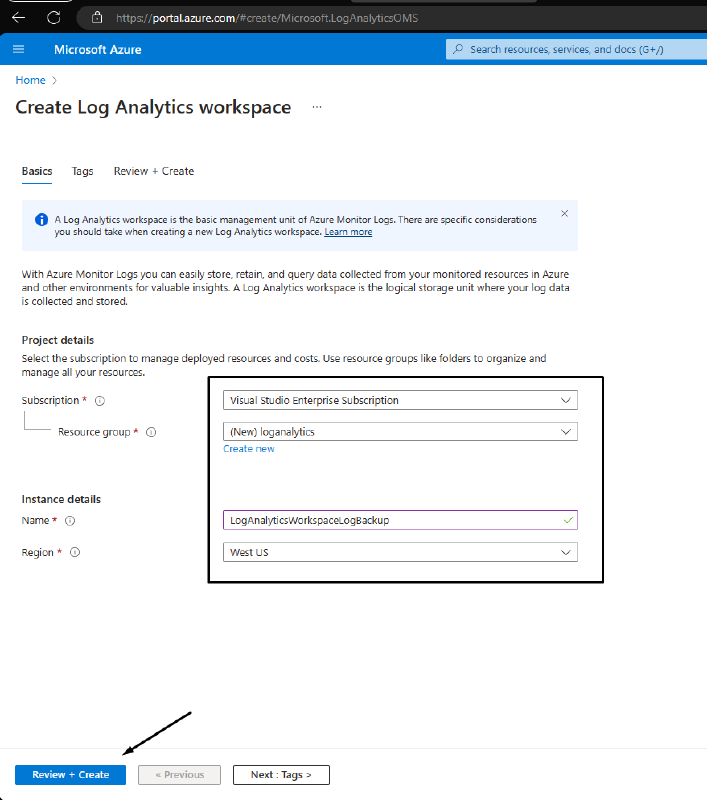 https://portal.azure.com/#create/Microsoft.LogAnalyticsOMS
Microsoft Azure
Search resources, services, and docs (G+/)
Home
Create Log Analytics workspace ...
Basics Tags Review + Create
A Log Analytics workspace is the basic management unit of Azure Monitor Logs. There are specific considerations
you should take when creating a new Log Analytics workspace. Learn more
With Azure Monitor Logs you can easily store, retain, and query data collected from your monitored resources in Azure
and other environments for valuable insights. A Log Analytics workspace is the logical storage unit where your log data
is collected and stored.
Project details
Select the subscription to manage deployed resources and costs. Use resource groups like folders to organize and
manage all your resources.
Subscription * Visual Studio Enterprise Subscription
Resource group * (New) loganalytics
Create new
Instance details
Name * LogAnalyticsWorkspaceLogBackup
Region * West US
Review + Create « Previous Next : Tags >